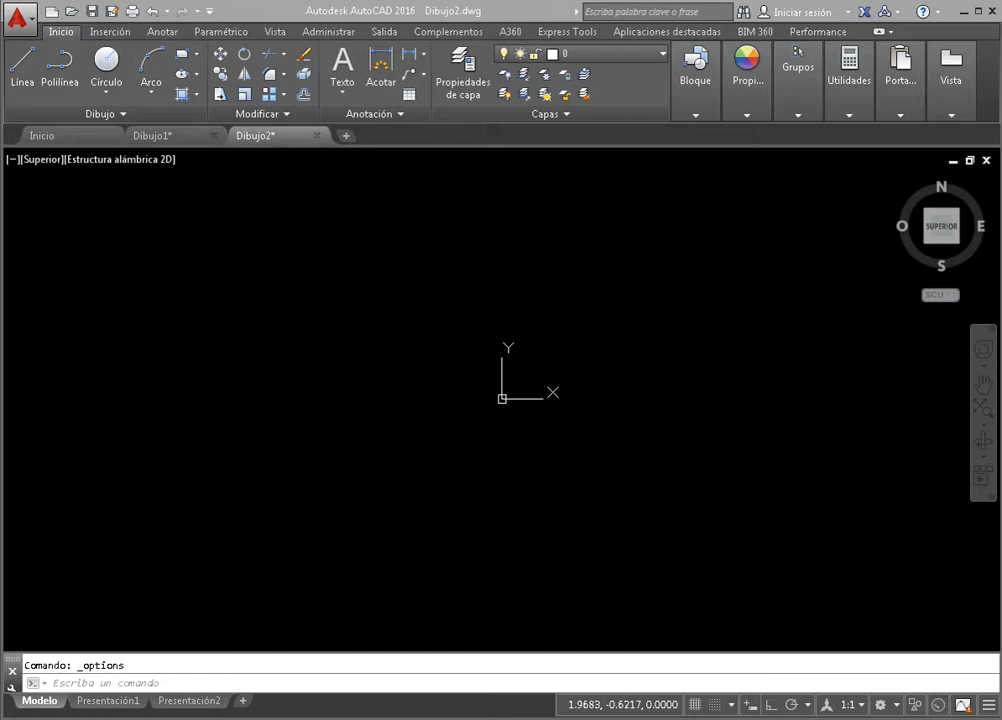 Autodesk AutoCAD 2016 Dibujo2.dwg
Escriba palabra clave o frase
Iniciar sesión
Inicio Inserción Anotar Paramétrico Vista Administrar Salida Complementos A360 Express Tools Aplicaciones destacadas BIM 360 Performance
Línea Polilínea Círculo Arco
Dibujo
Modificar
A
Texto Acotar
Anotación
Propiedades
de capa
0
Capas
Bloque
Propi...
Grupos
Utilidades
Porta...
Vista
Inicio Dibujo1* Dibujo2*
[−][Superior][Estructura alámbrica 2D]
N
O SUPERIOR E
S
SCU
Y
X
Comando: _options
Escriba un comando
Modelo Presentación1 Presentación2 +
1.9683, -0.6217, 0.0000
1:1